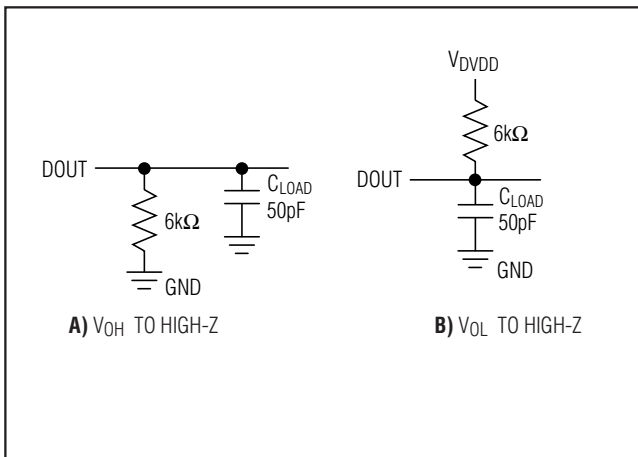 DOUT
6kΩ
GND
CLOAD
50pF
A) VOH TO HIGH-Z
VDVDD
6kΩ
DOUT
CLOAD
50pF
GND
B) VOL TO HIGH-Z